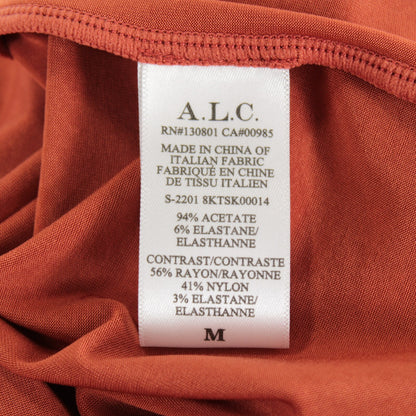 A.L.C.
RN#130801 CA#00985
MADE IN CHINA OF
ITALIAN FABRIC
FABRIQUÉ EN CHINE
DE TISSU ITALIEN
S-2201 8KTSK00014
94% ACETATE
6% ELASTANE/
ELASTHANNE
CONTRAST/CONTRASTE
56% RAYON/RAYONNE
41% NYLON
3% ELASTANE/
ELASTHANNE
M